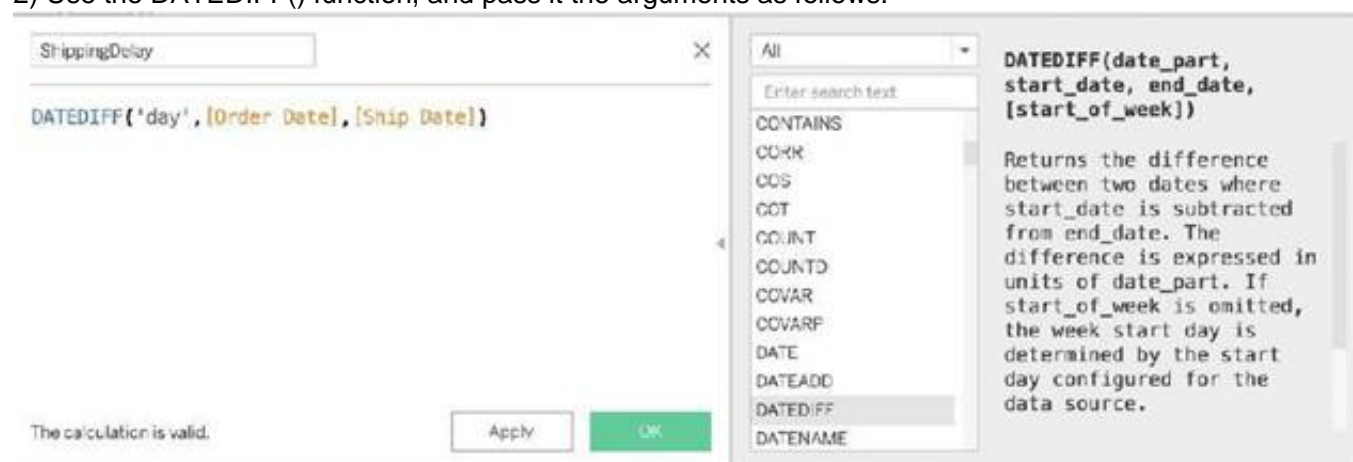 2) Use the DATEDIFF() function, and pass it the arguments as follows:
ShippingDelay
DATEDIFF('day',[Order Date],[Ship Date])
The calculation is valid.
Apply
OK
All
Enter search text
CONTAINS
CORR
COS
COT
COUNT
COUNTD
COVAR
COVARP
DATE
DATEADD
DATEDIFF
DATENAME
DATEDIFF(date_part,
start_date, end_date,
[start_of_week])
Returns the difference
between two dates where
start_date is subtracted
from end_date. The
difference is expressed in
units of date_part. If
start_of_week is omitted,
the week start day is
determined by the start
day configured for the
data source.